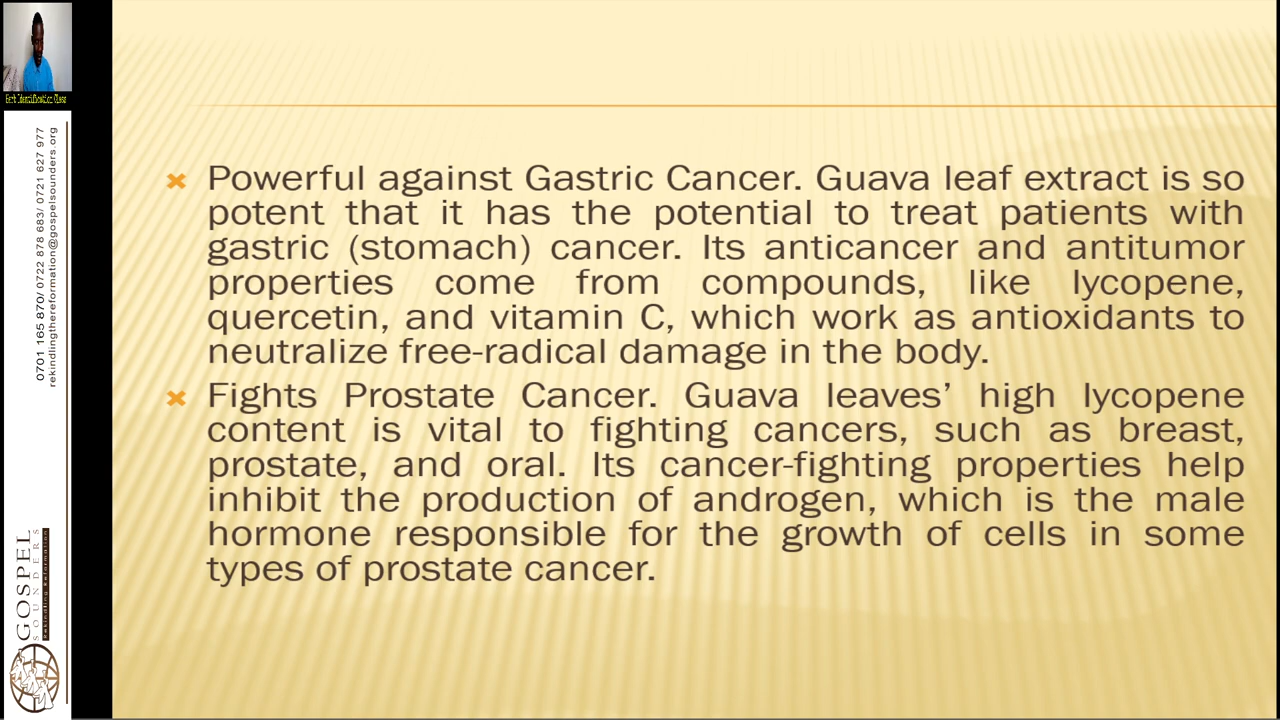 Herb Identification Class
0701 165 870/ 0722 878 683/ 0721 627 977
rekindlingthereformation@gospelsounders.org
GOSPEL
SOUNDERS
Rekindling Reformation
Powerful against Gastric Cancer. Guava leaf extract is so
potent that it has the potential to treat patients with
gastric (stomach) cancer. Its anticancer and antitumor
properties come from compounds, like lycopene,
quercetin, and vitamin C, which work as antioxidants to
neutralize free-radical damage in the body.
Fights Prostate Cancer. Guava leaves’ high lycopene
content is vital to fighting cancers, such as breast,
prostate, and oral. Its cancer-fighting properties help
inhibit the production of androgen, which is the male
hormone responsible for the growth of cells in some
types of prostate cancer.